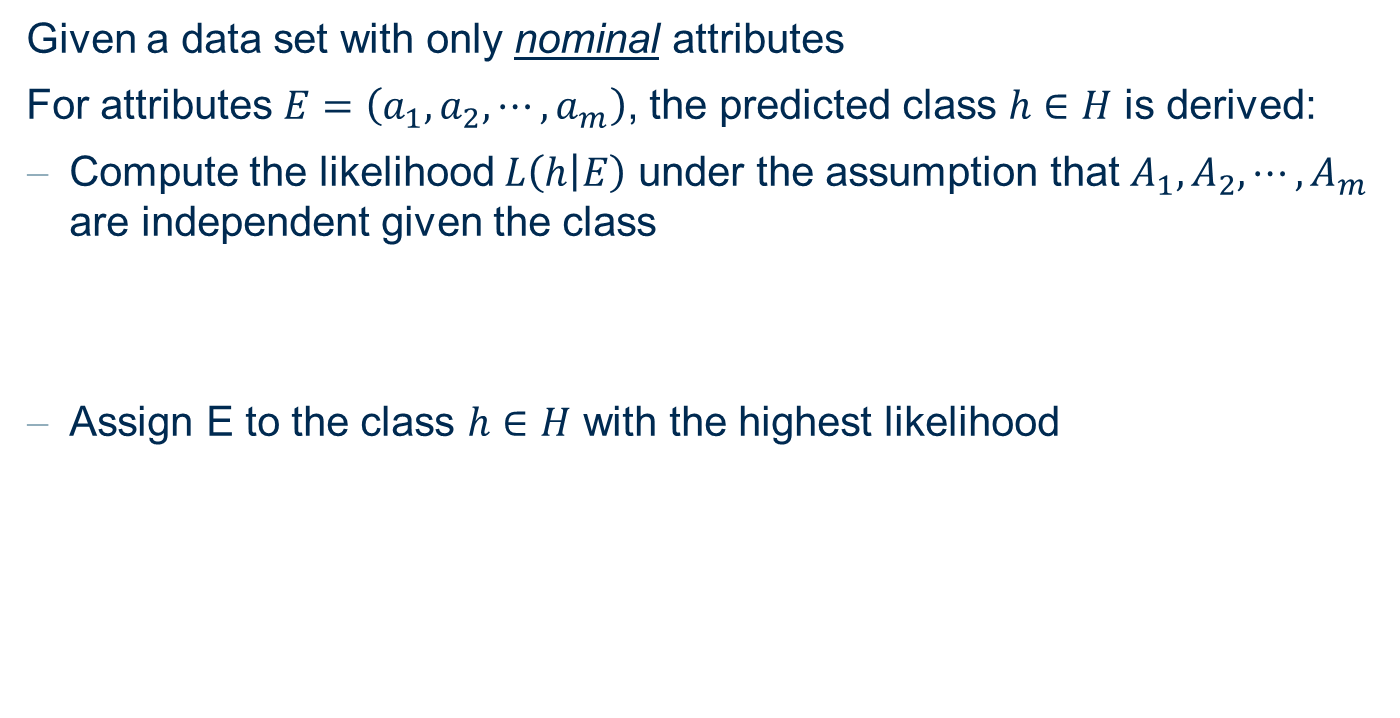 Given a data set with only nominal attributes
For attributes E = (a₁, a₂, ⋯ , aₘ), the predicted class h ∈ H is derived:
– Compute the likelihood L(h|E) under the assumption that A₁, A₂, ⋯ , Aₘ
are independent given the class
– Assign E to the class h ∈ H with the highest likelihood